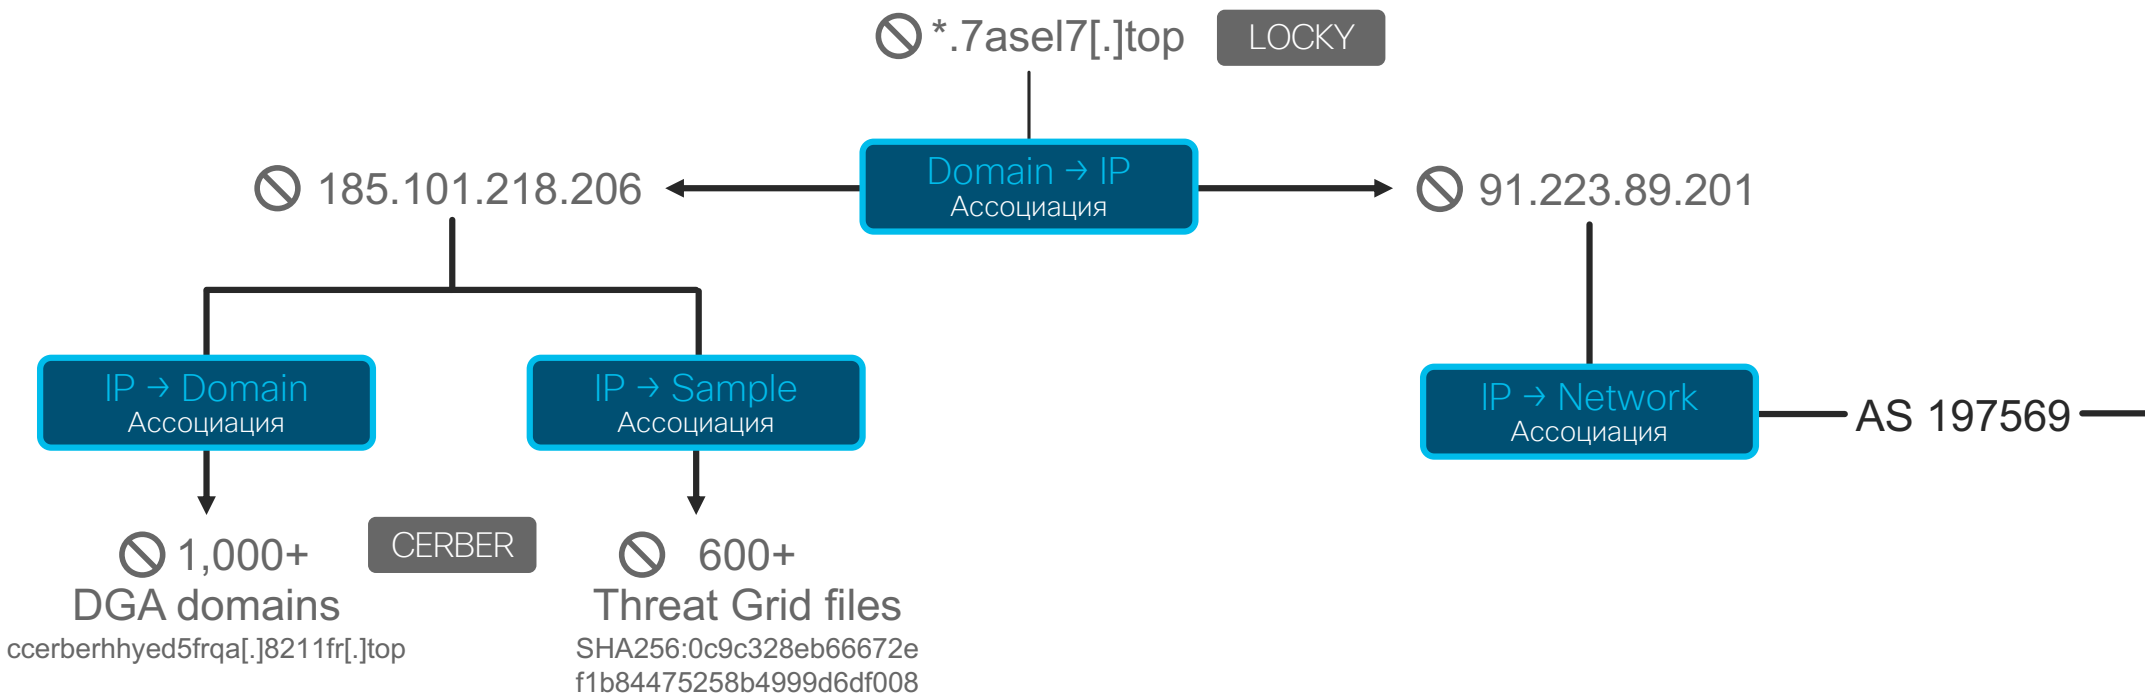 *.7asel7[.]top
LOCKY
Domain → IP
Ассоциация
185.101.218.206
91.223.89.201
IP → Domain
Ассоциация
IP → Sample
Ассоциация
IP → Network
Ассоциация
AS 197569
1,000+
DGA domains
ccerberhhyed5frqa[.]8211fr[.]top
CERBER
600+
Threat Grid files
SHA256:0c9c328eb66672e
f1b84475258b4999d6df008